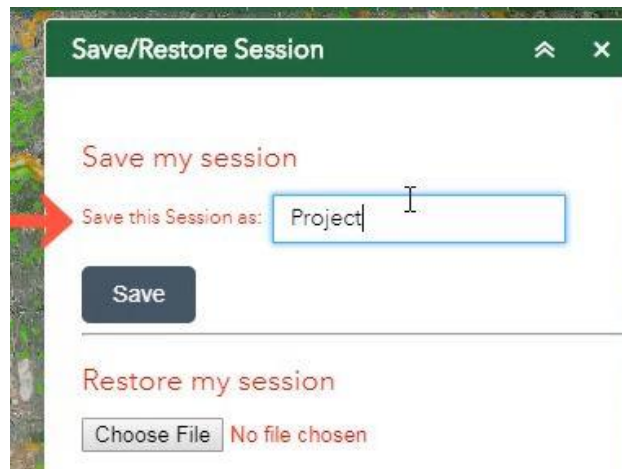 Save/Restore Session
Save my session
Save this Session as: Project
Save
Restore my session
Choose File No file chosen